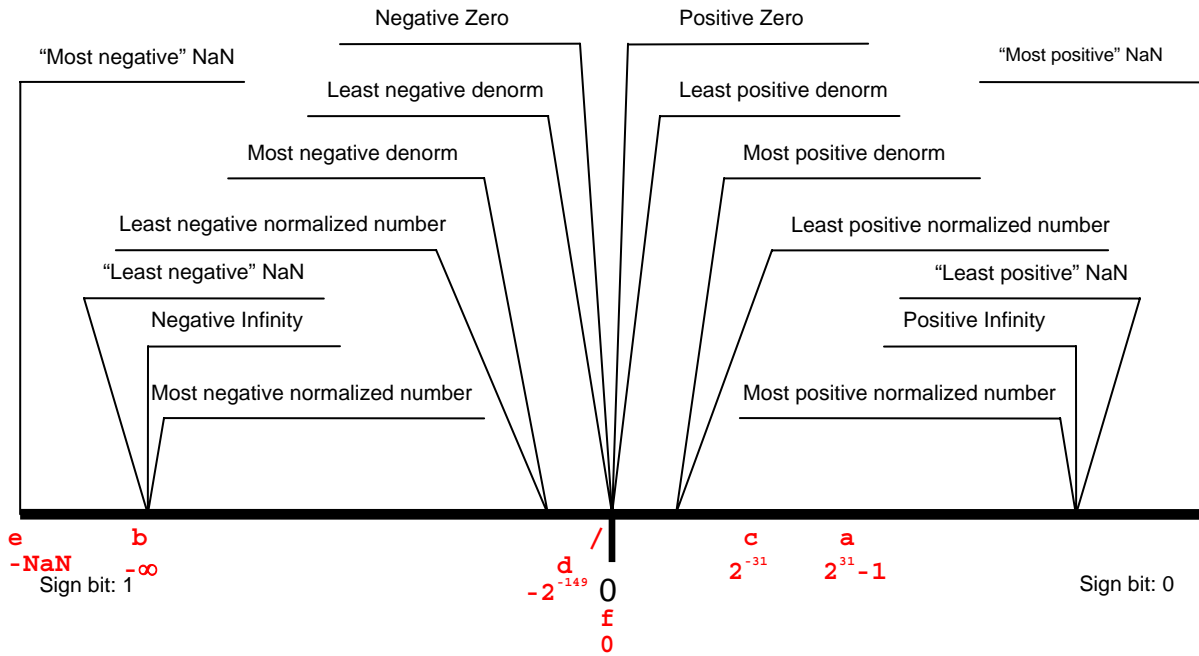 Negative Zero
Positive Zero
“Most negative” NaN
“Most positive” NaN
Least negative denorm
Least positive denorm
Most negative denorm
Most positive denorm
Least negative normalized number
Least positive normalized number
“Least negative” NaN
“Least positive” NaN
Negative Infinity
Positive Infinity
Most negative normalized number
Most positive normalized number
e b / c a
-NaN -∞ d 2⁻³¹ 2³¹-1
Sign bit: 1 -2⁻¹⁴⁹ 0 Sign bit: 0
f
0